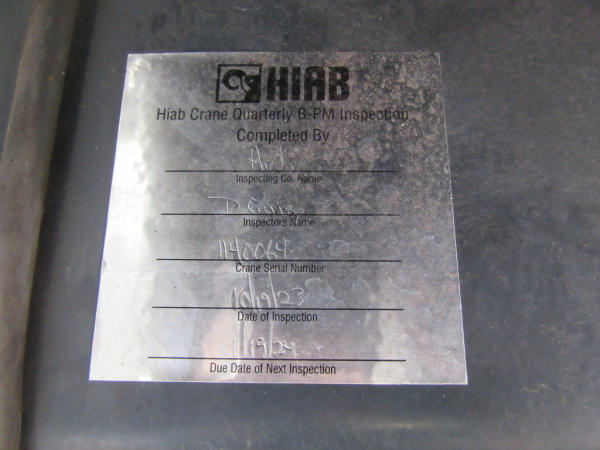 HIAB
Hiab Crane Quarterly B-PM Inspection
Completed By
Inspecting Co. Name
Inspectors Name
1140064
Crane Serial Number
10/19/23
Date of Inspection
1/19/24
Due Date of Next Inspection